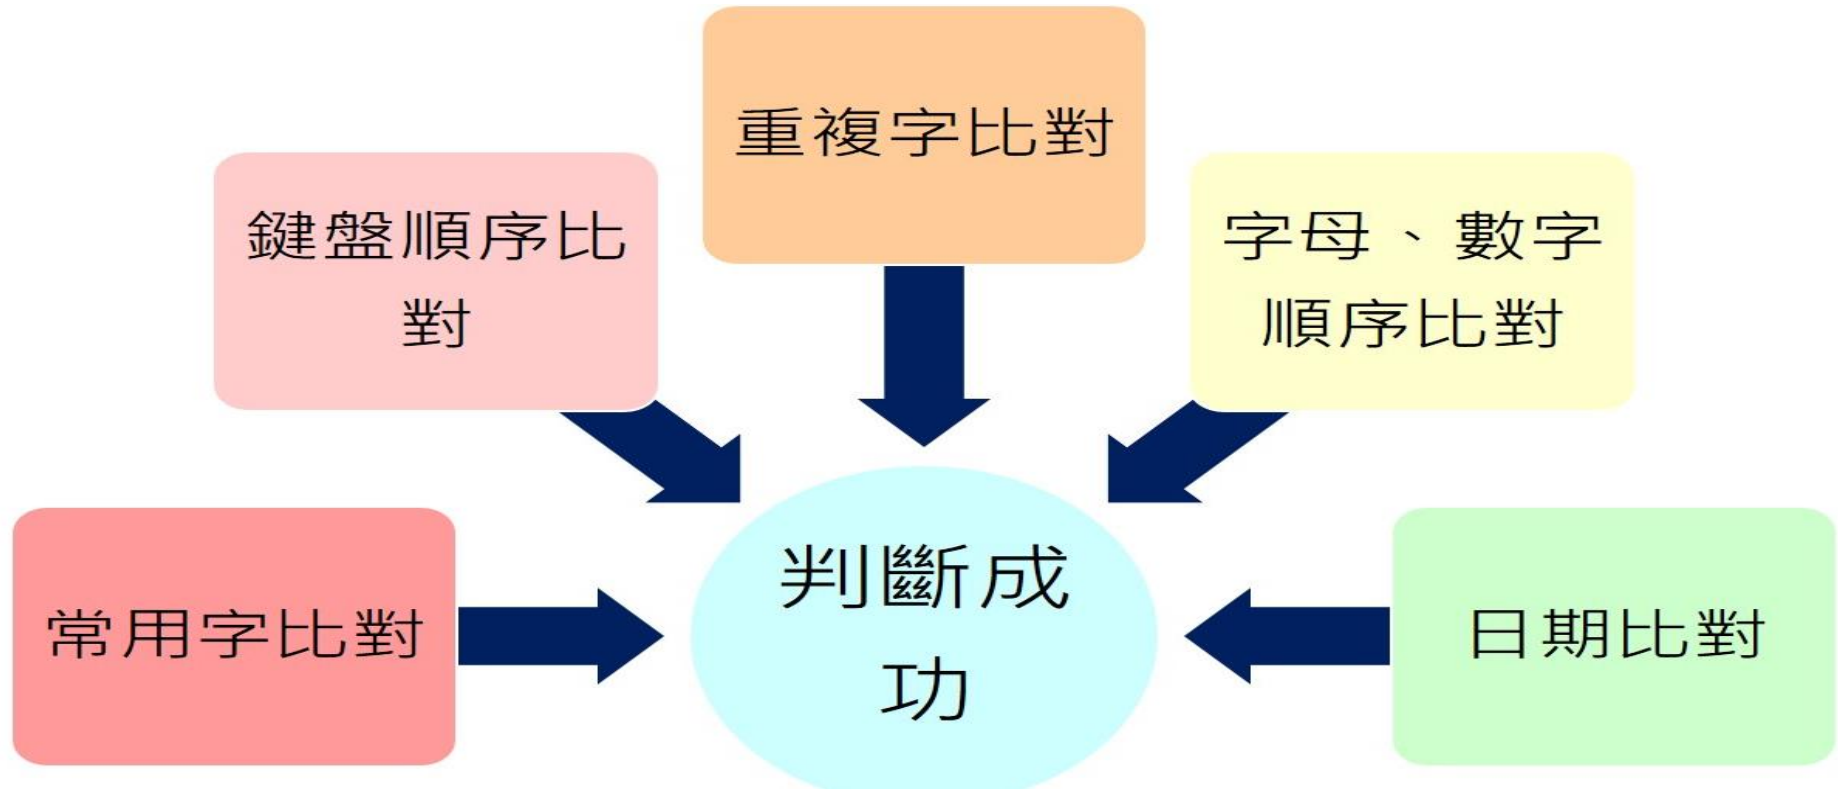 重複字比對
鍵盤順序比
對
字母、數字
順序比對
常用字比對
判斷成
功
日期比對